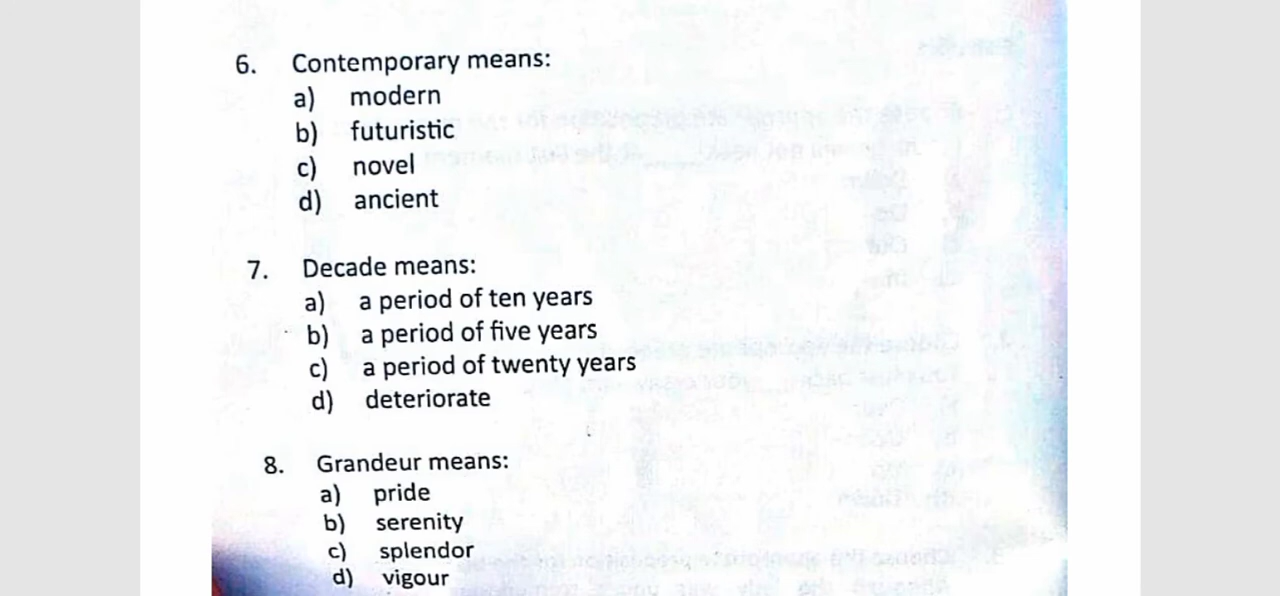 6. Contemporary means:
a) modern
b) futuristic
c) novel
d) ancient
7. Decade means:
a) a period of ten years
b) a period of five years
c) a period of twenty years
d) deteriorate
8. Grandeur means:
a) pride
b) serenity
c) splendor
d) vigour